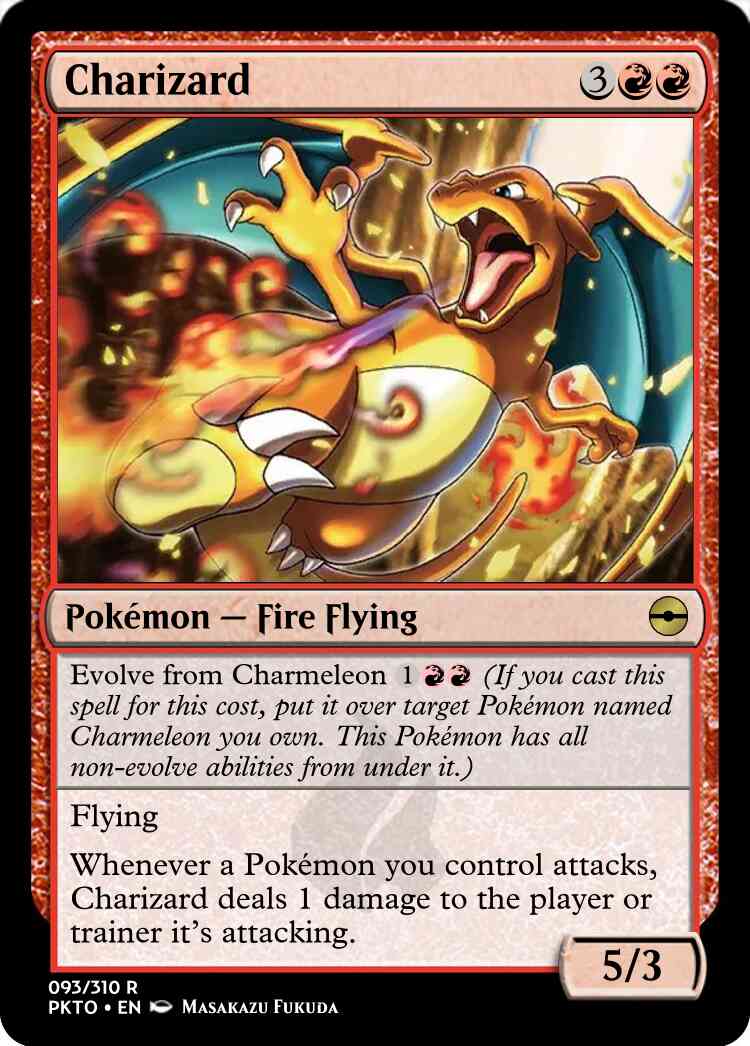 Charizard 3
Pokémon — Fire Flying
Evolve from Charmeleon 1 (If you cast this
spell for this cost, put it over target Pokémon named
Charmeleon you own. This Pokémon has all
non-evolve abilities from under it.)
Flying
Whenever a Pokémon you control attacks,
Charizard deals 1 damage to the player or
trainer it's attacking.
5/3
093/310 R
PKTO • EN Masakazu Fukuda